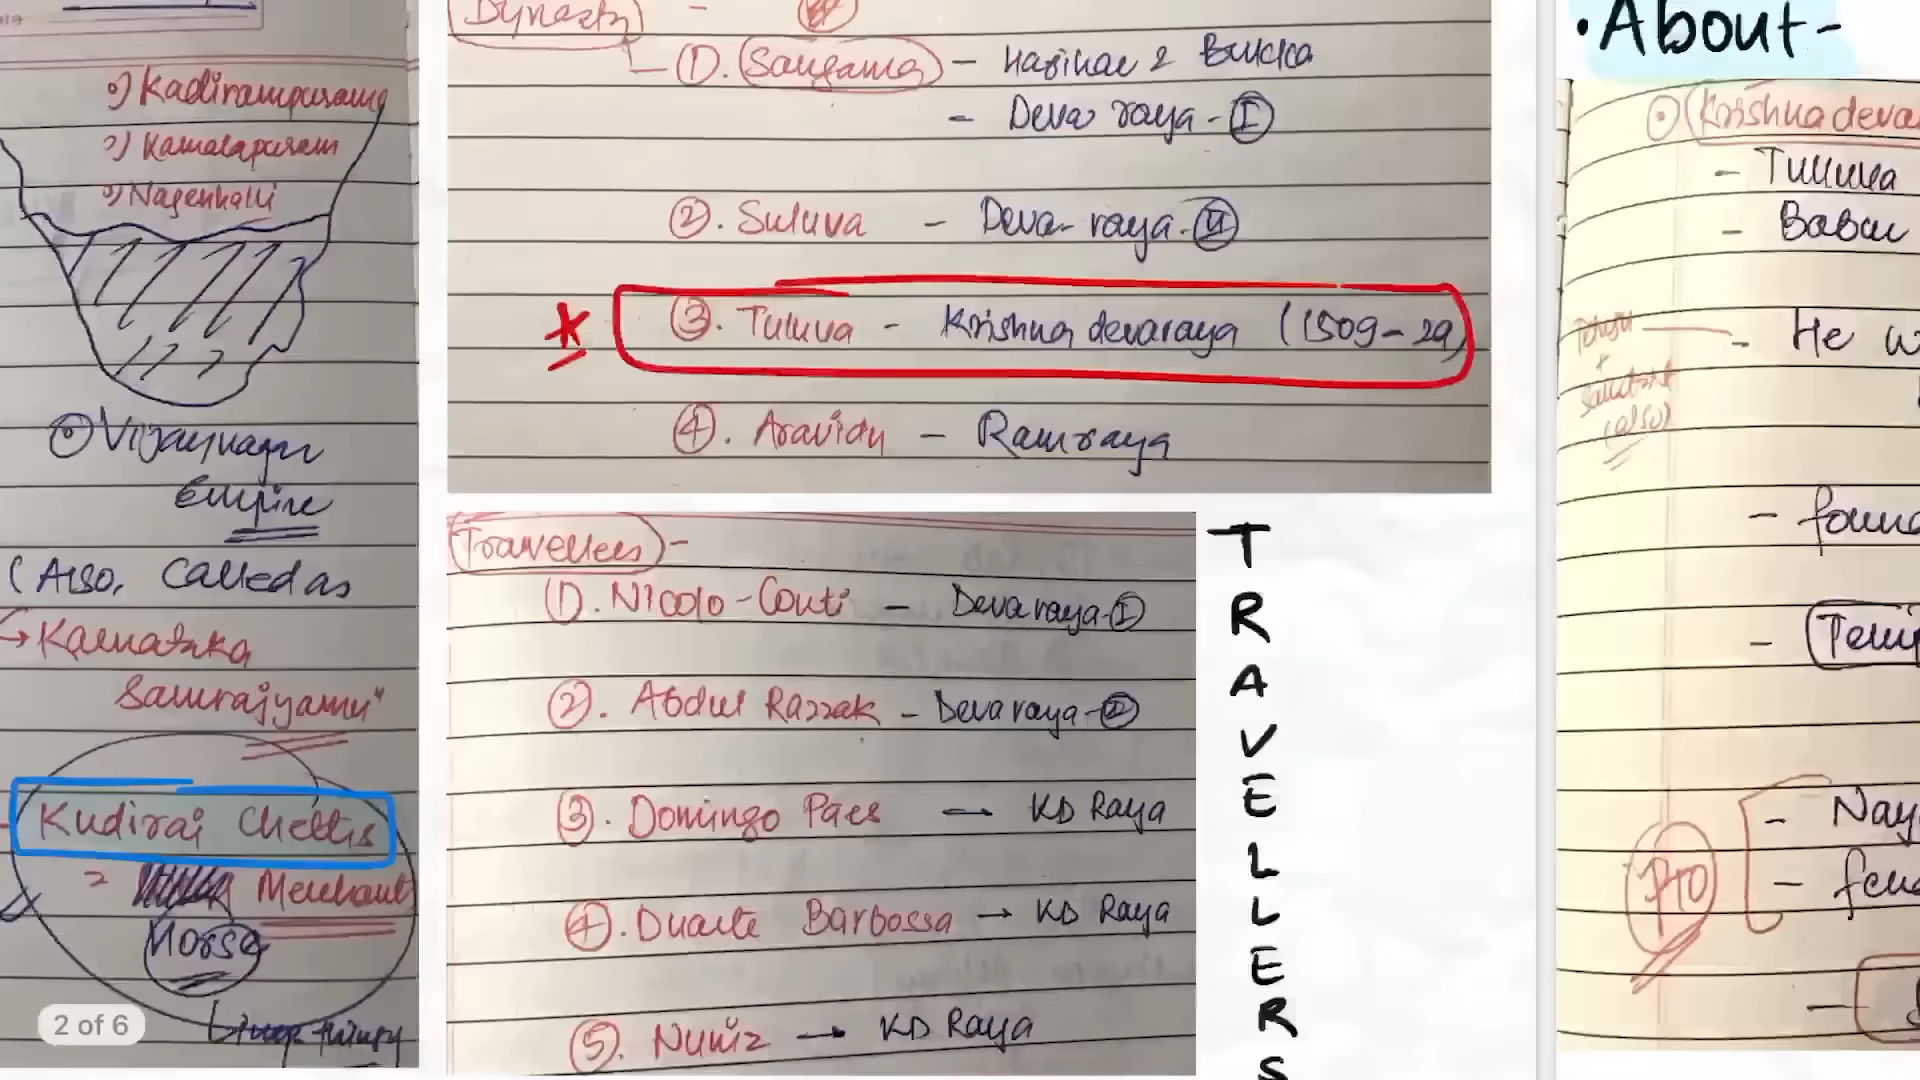 Kadirampuram
Kamalapuram
Nagenhalli
Vijaynagar
Empire
(Also, Called as
→ Karnataka
Samrajyamu"
Kudirai Chettis
Merchant
Horse
2 of 6
Dynasty -
①. Sangama - Harihar & Bukka
- Deva raya - Ⅰ
②. Suluva - Deva-raya - Ⅱ
③. Tuluva - Krishna devaraya (1509-29)
④. Aravidu - Ramraya
Travellers -
①. Nicolo-Conti - Devaraya-Ⅰ
②. Abdul Razzak - Devaraya-Ⅱ
③. Domingo Paes — KD Raya
④. Duarte Barbossa → KD Raya
⑤. Nuniz → KD Raya
TRAVELLERS
• About -
Krishna deva
- Tuluva
- Babar
Telugu
+
Sanskrit
(also)
- He w
- found
- Temp
PTO
- Nay